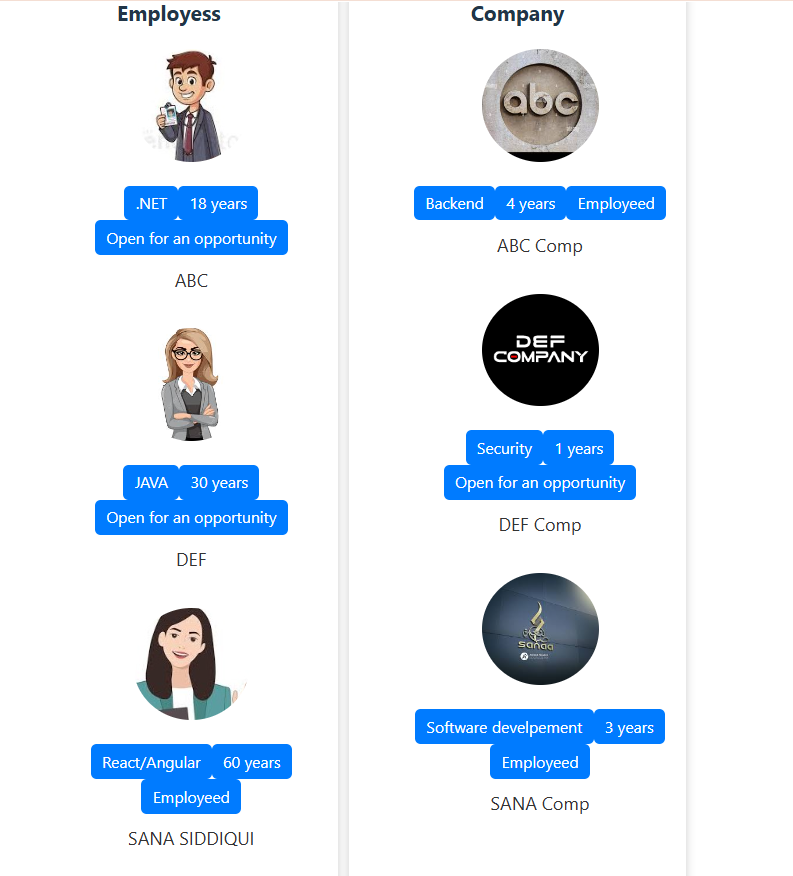 Employess
.NET 18 years
Open for an opportunity
ABC
JAVA 30 years
Open for an opportunity
DEF
React/Angular 60 years
Employeed
SANA SIDDIQUI
Company
abc
Backend 4 years Employeed
ABC Comp
DEF
COMPANY
Security 1 years
Open for an opportunity
DEF Comp
sanaa
Software develpement 3 years
Employeed
SANA Comp